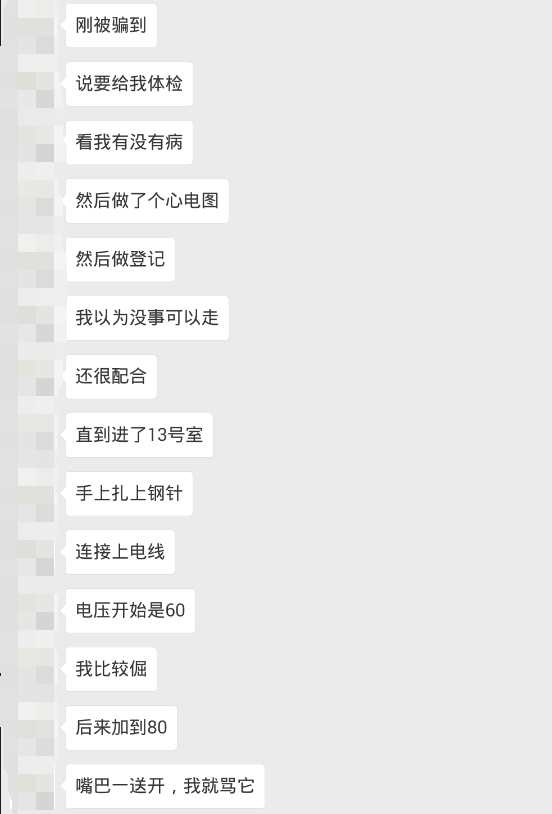 刚被骗到
说要给我体检
看我有没有病
然后做了个心电图
然后做登记
我以为没事可以走
还很配合
直到进了13号室
手上扎上钢针
连接上电线
电压开始是60
我比较倔
后来加到80
嘴巴一送开，我就骂它